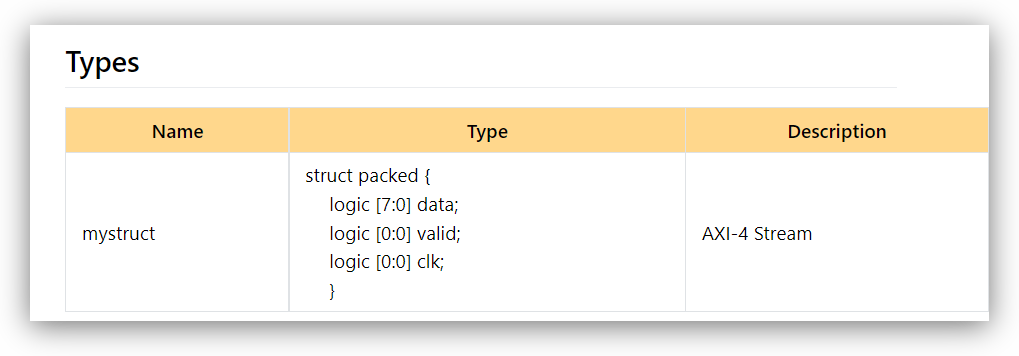 Types
Name Type Description
struct packed {
logic [7:0] data;
mystruct logic [0:0] valid; AXI-4 Stream
logic [0:0] clk;
}